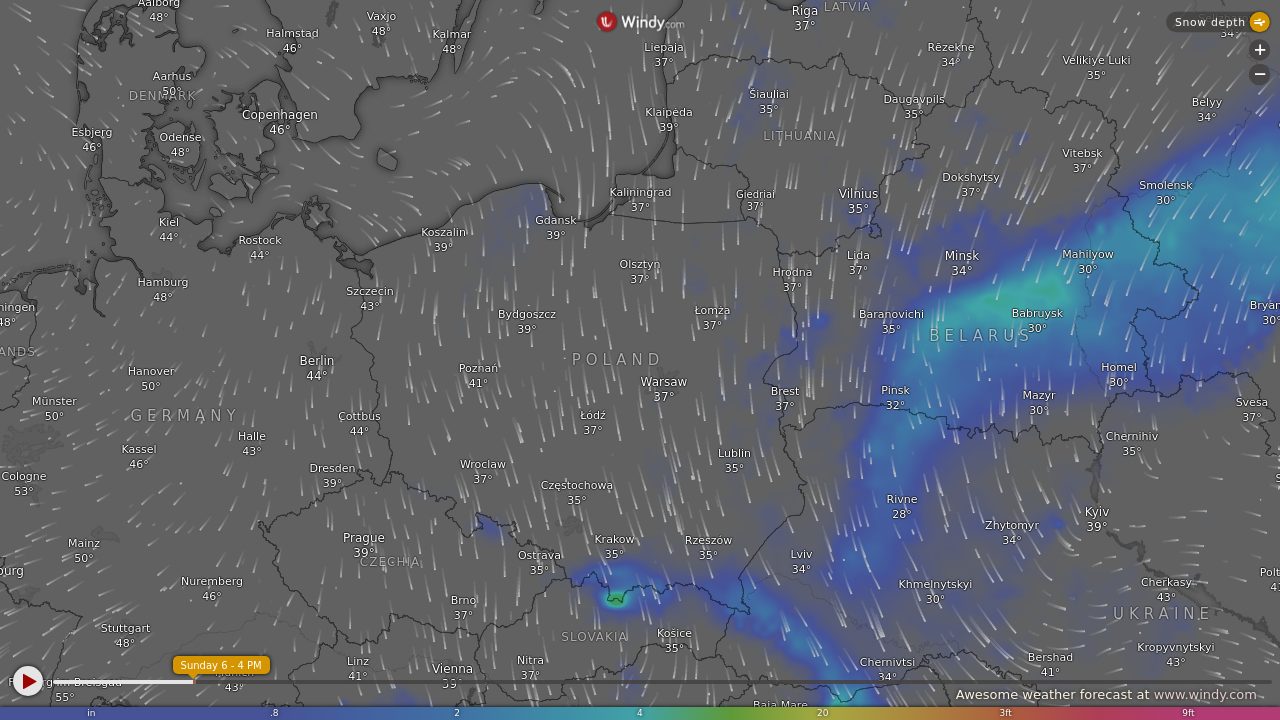 Aalborg
48°
Vaxjo
48°
Halmstad
46°
Kalmar
48°
Windy.com
Riga
37°
LATVIA
Snow depth
34°
Liepaja
37°
Rēzekne
34°
Velikiye Luki
35°
+
−
Aarhus
50°
DENMARK
Copenhagen
46°
Esbjerg
46°
Odense
48°
Klaipėda
39°
Šiauliai
35°
LITHUANIA
Daugavpils
35°
Belyy
34°
Vitebsk
37°
Dokshytsy
37°
Smolensk
30°
Kaliningrad
37°
Giedriai
37°
Vilnius
35°
Kiel
44°
Rostock
44°
Koszalin
39°
Gdansk
39°
Olsztyn
37°
Hrodna
37°
Lida
37°
Minsk
34°
Mahilyow
30°
Hamburg
48°
Szczecin
43°
Bydgoszcz
39°
Łomża
37°
Baranovichi
35°
Babruysk
30°
BELARUS
ningen
48°
Bryan
30°
ANDS
Hanover
50°
Berlin
44°
POLAND
Poznań
41°
Warsaw
37°
Brest
37°
Pinsk
32°
Homel
30°
Mazyr
30°
Svesa
37°
Münster
50°
GERMANY
Cottbus
44°
Łódź
37°
Halle
43°
Kassel
46°
Chernihiv
35°
Lublin
35°
Cologne
53°
Dresden
39°
Wroclaw
37°
Częstochowa
35°
Rivne
28°
Kyiv
39°
Zhytomyr
34°
Mainz
50°
Prague
39°
CZECHIA
Ostrava
35°
Krakow
35°
Rzeszow
35°
Lviv
34°
Khmelnytskyi
30°
Cherkasy
43°
Nuremberg
46°
Brno
37°
UKRAINE
Stuttgart
48°
SLOVAKIA
Košice
35°
Kropyvnytskyi
43°
Sunday 6 - 4 PM
Linz
41°
Vienna
39°
Nitra
37°
Chernivtsi
34°
Bershad
41°
55°
43°
Baia Mare
Awesome weather forecast at www.windy.com
in .8 2 4 20 3ft 9ft